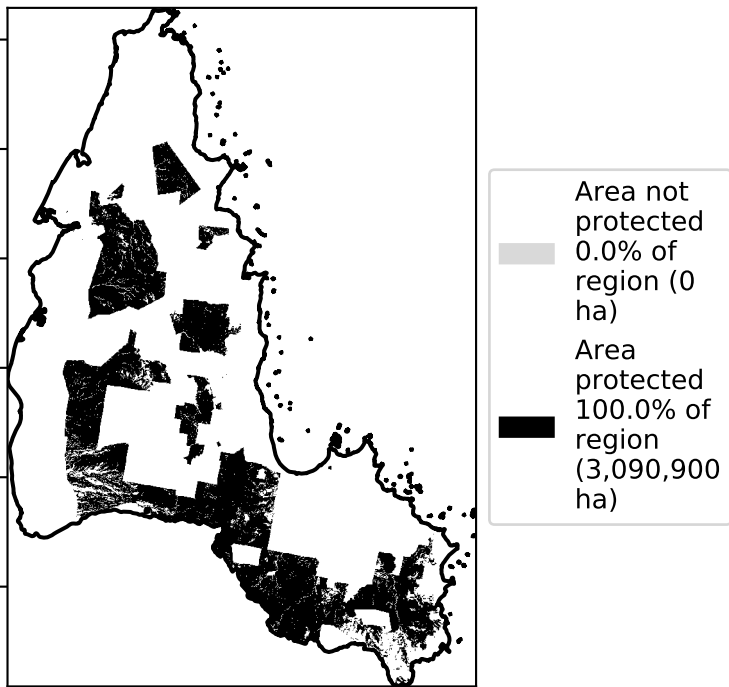 Area not
protected
0.0% of
region (0
ha)
Area
protected
100.0% of
region
(3,090,900
ha)